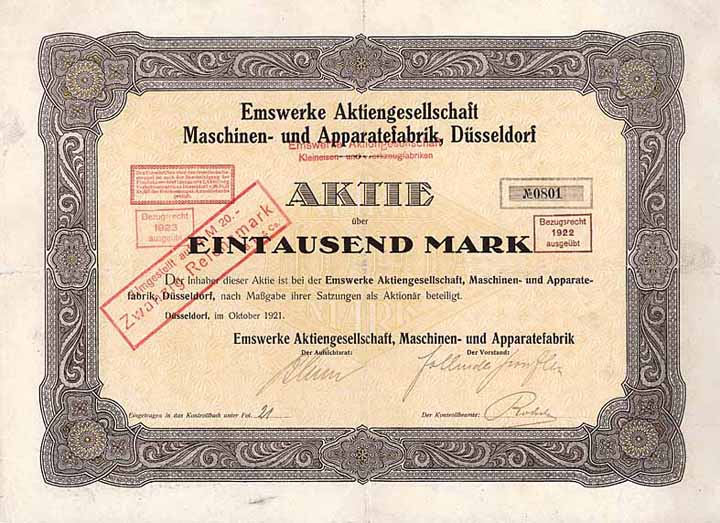 Emswerke Aktiengesellschaft
Maschinen- und Apparatefabrik, Düsseldorf
Emswerke Aktiengesellschaft
Kleineisen- und Werkzeugfabriken
AKTIE
№ 0801
über
Bezugsrecht
1923
ausgeübt
Bezugsrecht
1922
ausgeübt
EINTAUSEND MARK
Umgestellt auf M 20.-
Zwanzig Reichsmark
Der Inhaber dieser Aktie ist bei der Emswerke Aktiengesellschaft, Maschinen- und Apparate-
fabrik, Düsseldorf, nach Maßgabe ihrer Satzungen als Aktionär beteiligt.
Düsseldorf, im Oktober 1921.
Emswerke Aktiengesellschaft, Maschinen- und Apparatefabrik
Der Aufsichtsrat:
Der Vorstand:
Eingetragen in das Kontrollbuch unter Fol. 21
Der Kontrollbeamte: